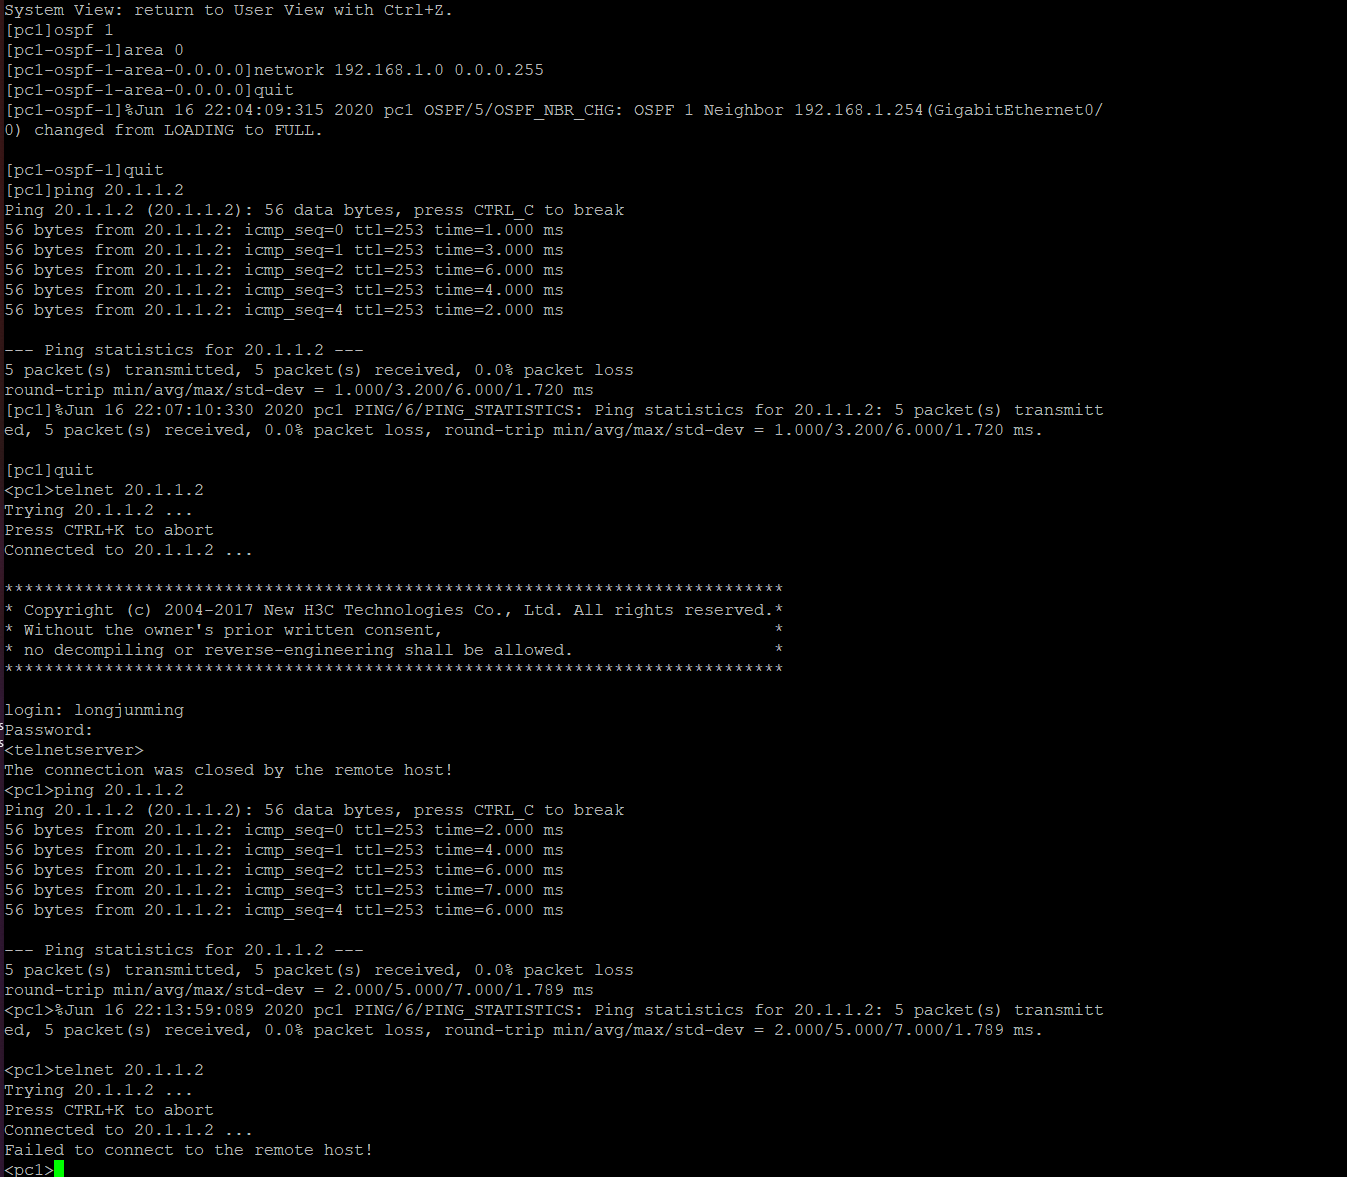 System View: return to User View with Ctrl+Z.
[pc1]ospf 1
[pc1-ospf-1]area 0
[pc1-ospf-1-area-0.0.0.0]network 192.168.1.0 0.0.0.255
[pc1-ospf-1-area-0.0.0.0]quit
[pc1-ospf-1]%Jun 16 22:04:09:315 2020 pc1 OSPF/5/OSPF_NBR_CHG: OSPF 1 Neighbor 192.168.1.254(GigabitEthernet0/
0) changed from LOADING to FULL.
[pc1-ospf-1]quit
[pc1]ping 20.1.1.2
Ping 20.1.1.2 (20.1.1.2): 56 data bytes, press CTRL_C to break
56 bytes from 20.1.1.2: icmp_seq=0 ttl=253 time=1.000 ms
56 bytes from 20.1.1.2: icmp_seq=1 ttl=253 time=3.000 ms
56 bytes from 20.1.1.2: icmp_seq=2 ttl=253 time=6.000 ms
56 bytes from 20.1.1.2: icmp_seq=3 ttl=253 time=4.000 ms
56 bytes from 20.1.1.2: icmp_seq=4 ttl=253 time=2.000 ms
--- Ping statistics for 20.1.1.2 ---
5 packet(s) transmitted, 5 packet(s) received, 0.0% packet loss
round-trip min/avg/max/std-dev = 1.000/3.200/6.000/1.720 ms
[pc1]%Jun 16 22:07:10:330 2020 pc1 PING/6/PING_STATISTICS: Ping statistics for 20.1.1.2: 5 packet(s) transmitt
ed, 5 packet(s) received, 0.0% packet loss, round-trip min/avg/max/std-dev = 1.000/3.200/6.000/1.720 ms.
[pc1]quit
<pc1>telnet 20.1.1.2
Trying 20.1.1.2 ...
Press CTRL+K to abort
Connected to 20.1.1.2 ...
******************************************************************************
* Copyright (c) 2004-2017 New H3C Technologies Co., Ltd. All rights reserved.*
* Without the owner's prior written consent,                                 *
* no decompiling or reverse-engineering shall be allowed.                    *
******************************************************************************
login: longjunming
Password:
<telnetserver>
The connection was closed by the remote host!
<pc1>ping 20.1.1.2
Ping 20.1.1.2 (20.1.1.2): 56 data bytes, press CTRL_C to break
56 bytes from 20.1.1.2: icmp_seq=0 ttl=253 time=2.000 ms
56 bytes from 20.1.1.2: icmp_seq=1 ttl=253 time=4.000 ms
56 bytes from 20.1.1.2: icmp_seq=2 ttl=253 time=6.000 ms
56 bytes from 20.1.1.2: icmp_seq=3 ttl=253 time=7.000 ms
56 bytes from 20.1.1.2: icmp_seq=4 ttl=253 time=6.000 ms
--- Ping statistics for 20.1.1.2 ---
5 packet(s) transmitted, 5 packet(s) received, 0.0% packet loss
round-trip min/avg/max/std-dev = 2.000/5.000/7.000/1.789 ms
<pc1>%Jun 16 22:13:59:089 2020 pc1 PING/6/PING_STATISTICS: Ping statistics for 20.1.1.2: 5 packet(s) transmitt
ed, 5 packet(s) received, 0.0% packet loss, round-trip min/avg/max/std-dev = 2.000/5.000/7.000/1.789 ms.
<pc1>telnet 20.1.1.2
Trying 20.1.1.2 ...
Press CTRL+K to abort
Connected to 20.1.1.2 ...
Failed to connect to the remote host!
<pc1>